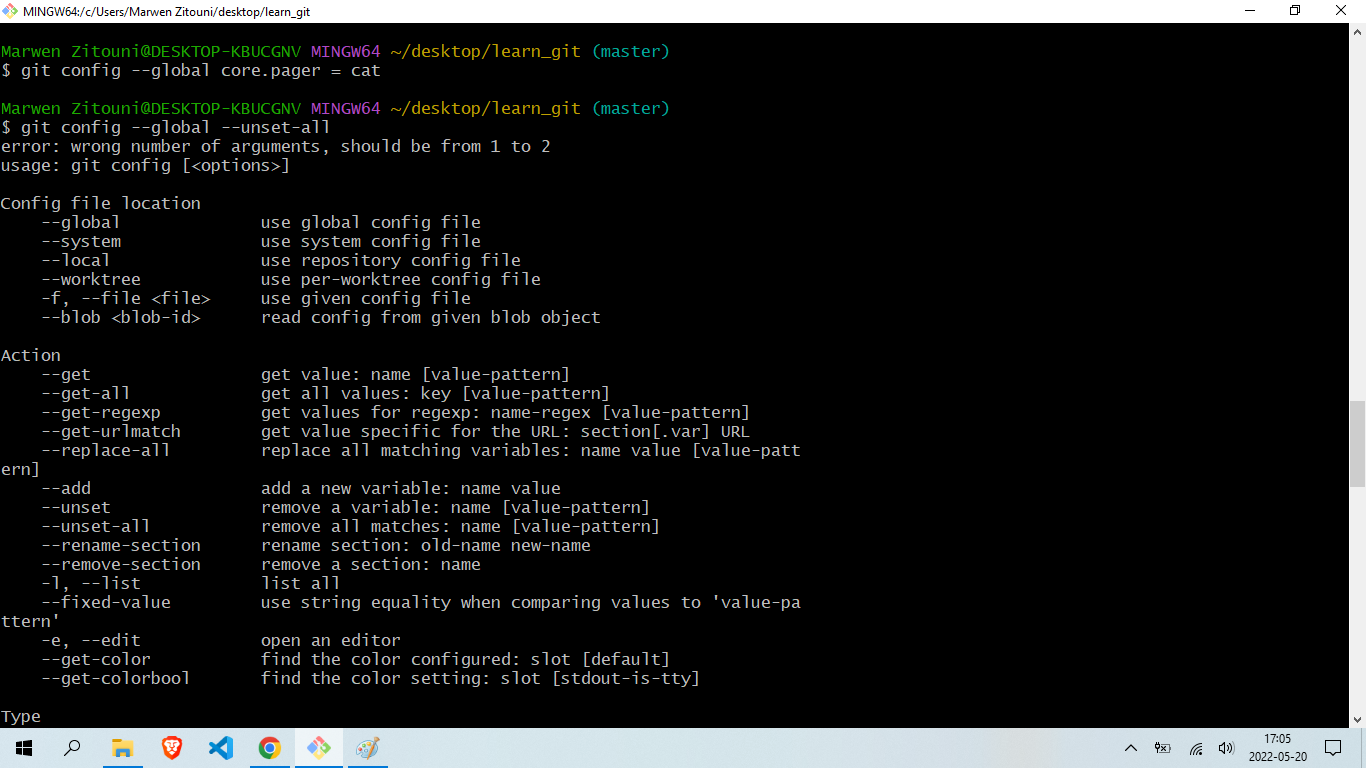 MINGW64:/c/Users/Marwen Zitouni/desktop/learn_git
Marwen Zitouni@DESKTOP-KBUCGNV MINGW64 ~/desktop/learn_git (master)
$ git config --global core.pager = cat
Marwen Zitouni@DESKTOP-KBUCGNV MINGW64 ~/desktop/learn_git (master)
$ git config --global --unset-all
error: wrong number of arguments, should be from 1 to 2
usage: git config [<options>]
Config file location
--global use global config file
--system use system config file
--local use repository config file
--worktree use per-worktree config file
-f, --file <file> use given config file
--blob <blob-id> read config from given blob object
Action
--get get value: name [value-pattern]
--get-all get all values: key [value-pattern]
--get-regexp get values for regexp: name-regex [value-pattern]
--get-urlmatch get value specific for the URL: section[.var] URL
--replace-all replace all matching variables: name value [value-patt
ern]
--add add a new variable: name value
--unset remove a variable: name [value-pattern]
--unset-all remove all matches: name [value-pattern]
--rename-section rename section: old-name new-name
--remove-section remove a section: name
-l, --list list all
--fixed-value use string equality when comparing values to 'value-pa
ttern'
-e, --edit open an editor
--get-color find the color configured: slot [default]
--get-colorbool find the color setting: slot [stdout-is-tty]
Type
17:05
2022-05-20